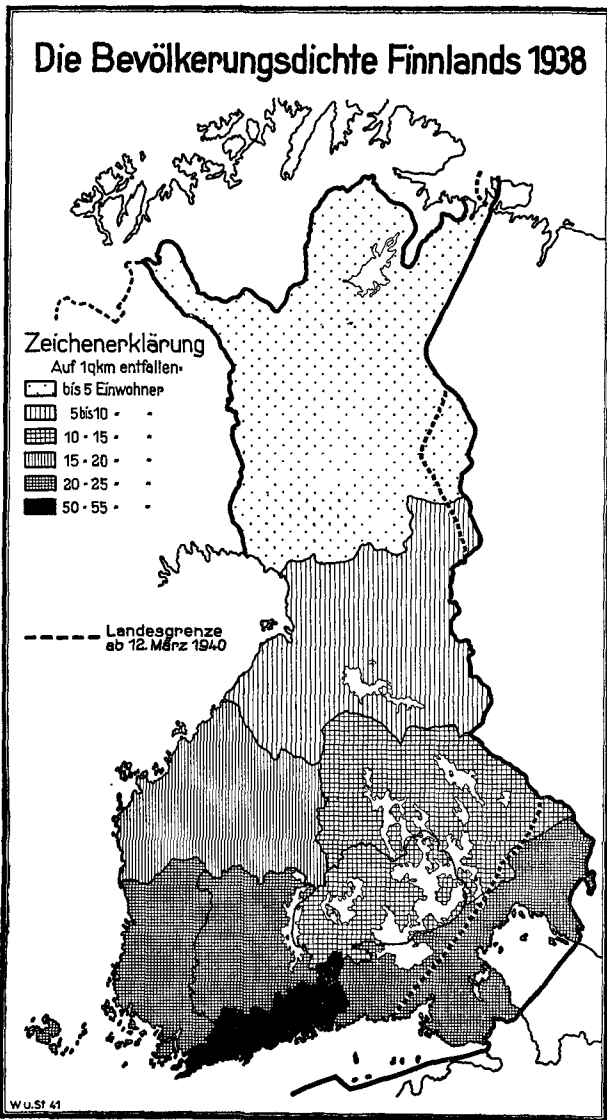 Die Bevölkerungsdichte Finnlands 1938
Zeichenerklärung
Auf 1qkm entfallen:
bis 5 Einwohner
5 bis 10 " "
10 - 15 " "
15 - 20 " "
20 - 25 " "
50 - 55 " "
Landesgrenze
ab 12. März 1940
W u. St 41